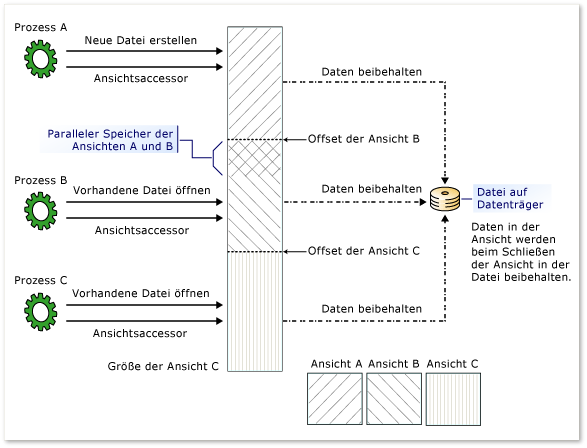 Prozess A
Neue Datei erstellen
Ansichtsaccessor
Daten beibehalten
Paralleler Speicher der
Ansichten A und B
Offset der Ansicht B
Prozess B
Vorhandene Datei öffnen
Ansichtsaccessor
Daten beibehalten
Datei auf
Datenträger
Daten in der
Ansicht werden
beim Schließen
der Ansicht in der
Datei beibehalten.
Offset der Ansicht C
Prozess C
Vorhandene Datei öffnen
Ansichtsaccessor
Daten beibehalten
Größe der Ansicht C
Ansicht A
Ansicht B
Ansicht C